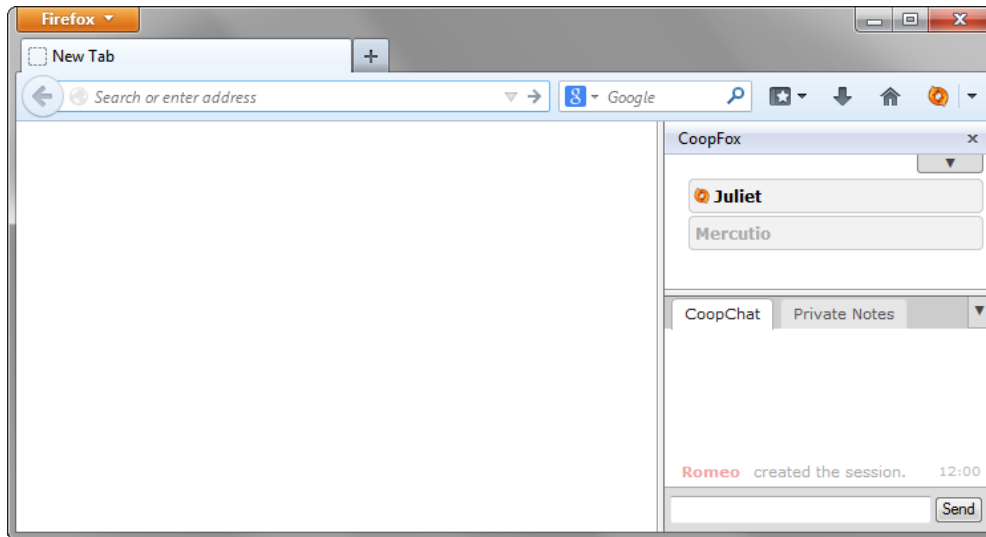 Firefox
New Tab
Search or enter address
8 Google
CoopFox
Juliet
Mercutio
CoopChat Private Notes
Romeo created the session. 12:00
Send